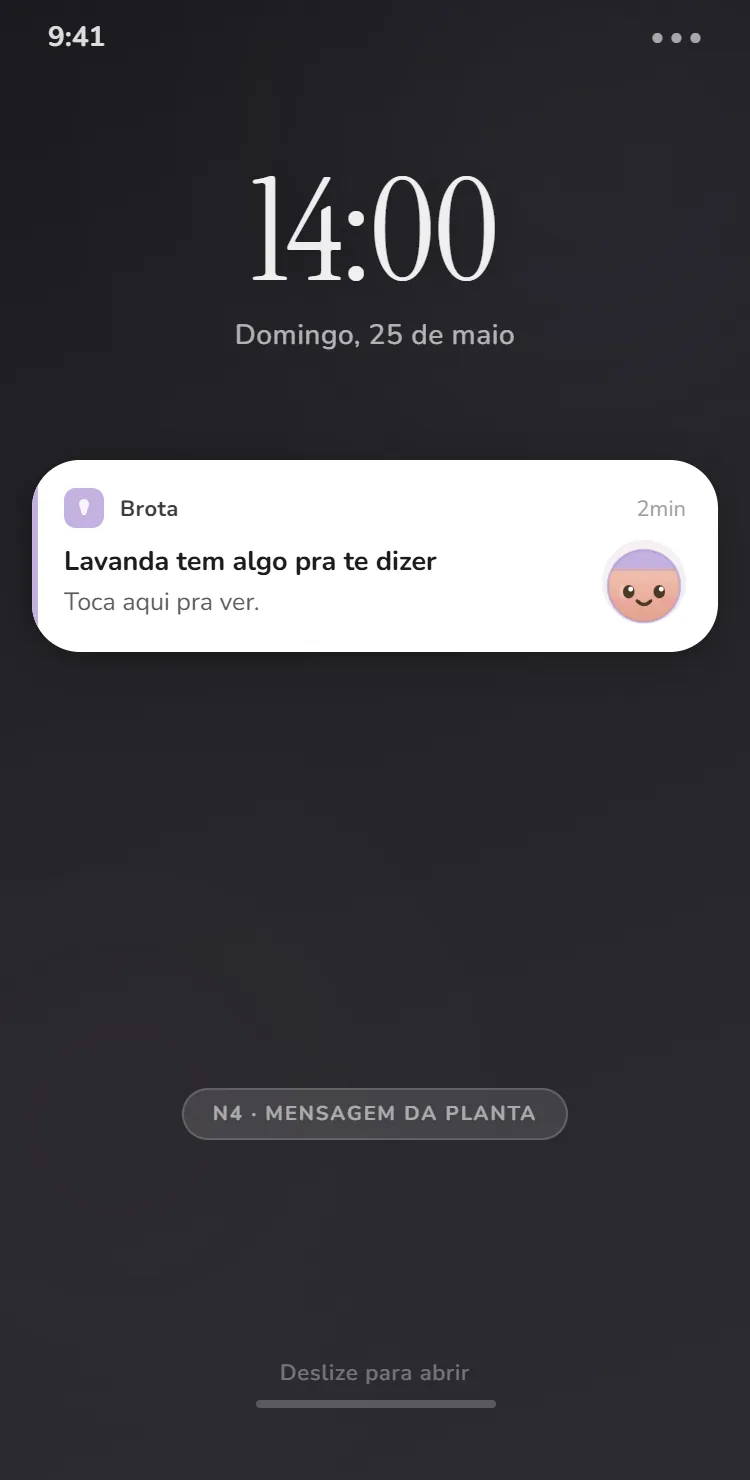 9:41
14:00
Domingo, 25 de maio
Brota
2min
Lavanda tem algo pra te dizer
Toca aqui pra ver.
N4 · MENSAGEM DA PLANTA
Deslize para abrir